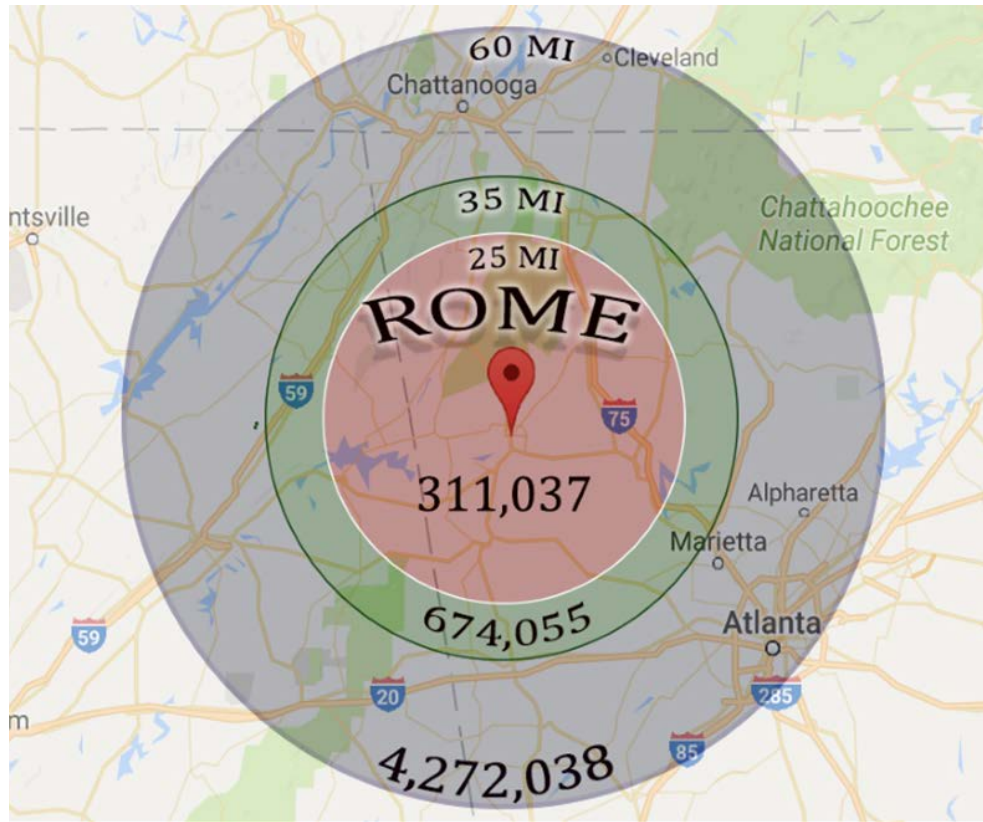 60 MI
Cleveland
Chattanooga
35 MI
ntsville
Chattahoochee
National Forest
25 MI
ROME
59
75
311,037
Alpharetta
Marietta
674,055
Atlanta
59
20
285
m
85
4,272,038